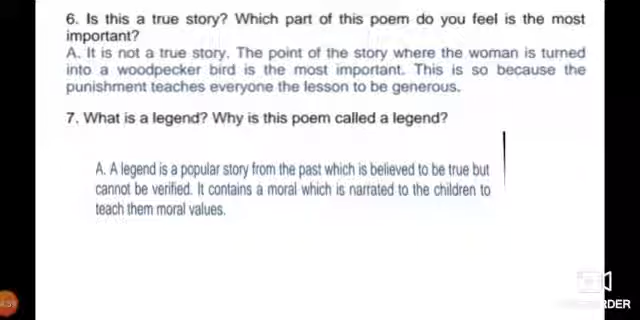 6. Is this a true story? Which part of this poem do you feel is the most
important?
A. It is not a true story. The point of the story where the woman is turned
into a woodpecker bird is the most important. This is so because the
punishment teaches everyone the lesson to be generous.
7. What is a legend? Why is this poem called a legend?
A. A legend is a popular story from the past which is believed to be true but
cannot be verified. It contains a moral which is narrated to the children to
teach them moral values.